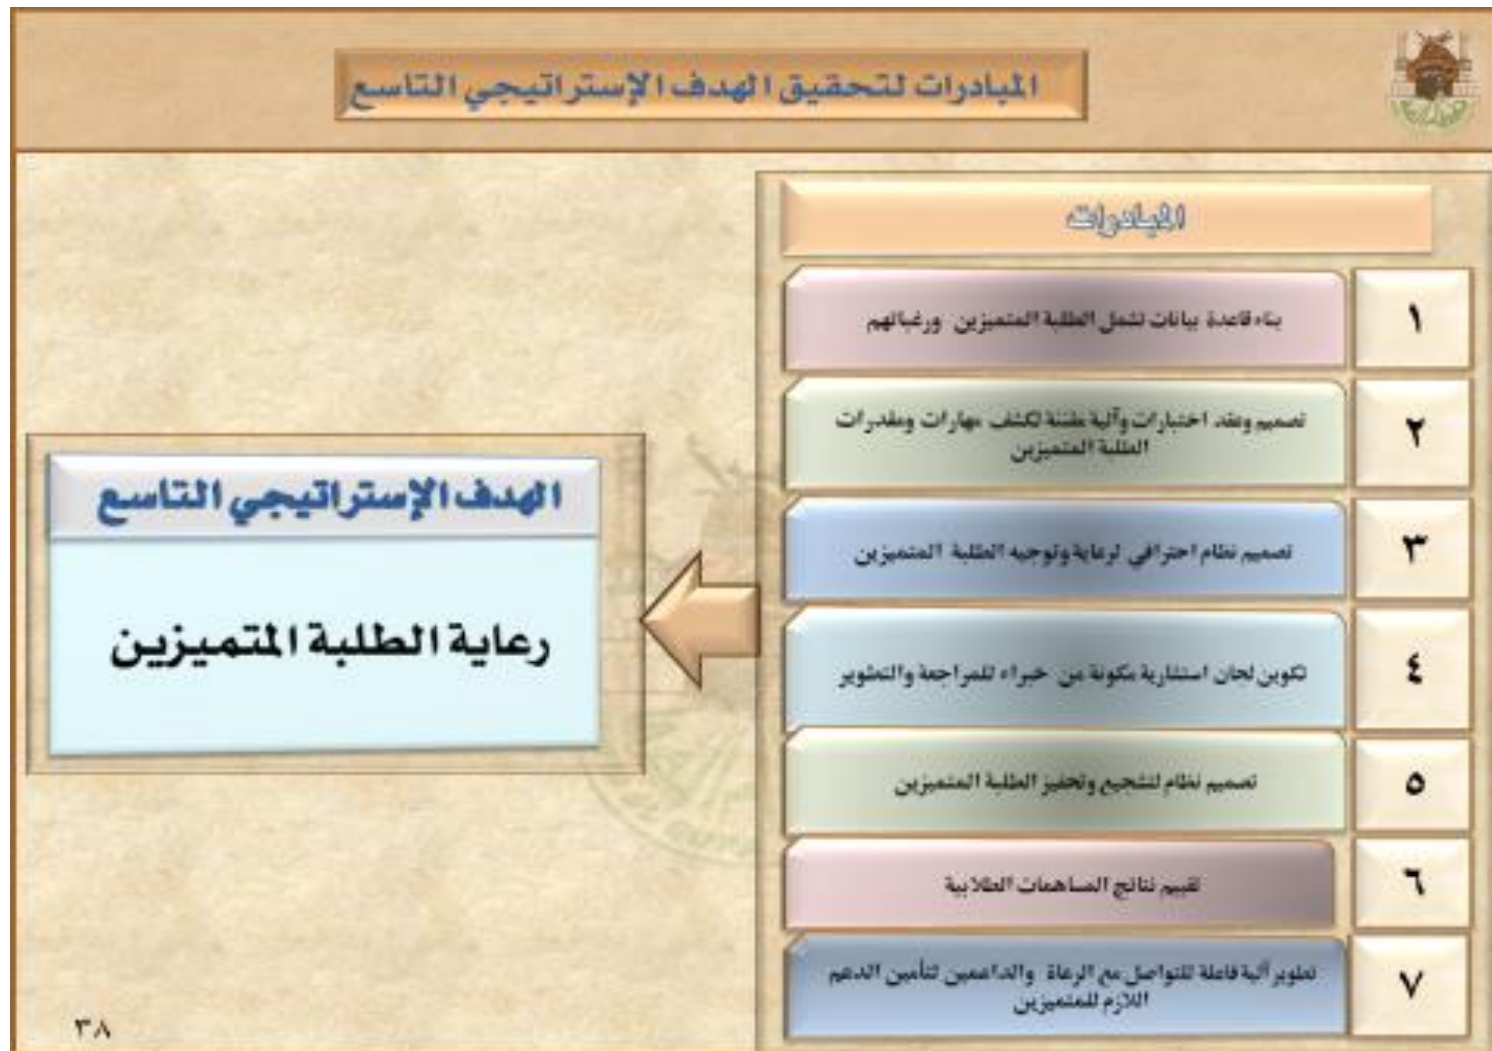 المبادرات لتحقيق الهدف الإستراتيجي التاسع
المبادرات
١
بناء قاعدة بيانات تشمل الطلبة المتميزين ورغباتهم
٢
تصميم وعقد اختبارات وآلية مقننة لكشف مهارات ومقدرات
الطلبة المتميزين
٣
تصميم نظام احترافي لرعاية وتوجيه الطلبة المتميزين
٤
تكوين لجان استشارية مكونة من خبراء للمراجعة والتطوير
٥
تصميم نظام لتشجيع وتحفيز الطلبة المتميزين
٦
تقييم نتائج المساهمات الطلابية
٧
تطوير آلية فاعلة للتواصل مع الرعاة والداعمين لتأمين الدعم
اللازم للمتميزين
الهدف الإستراتيجي التاسع
رعاية الطلبة المتميزين
٣٨